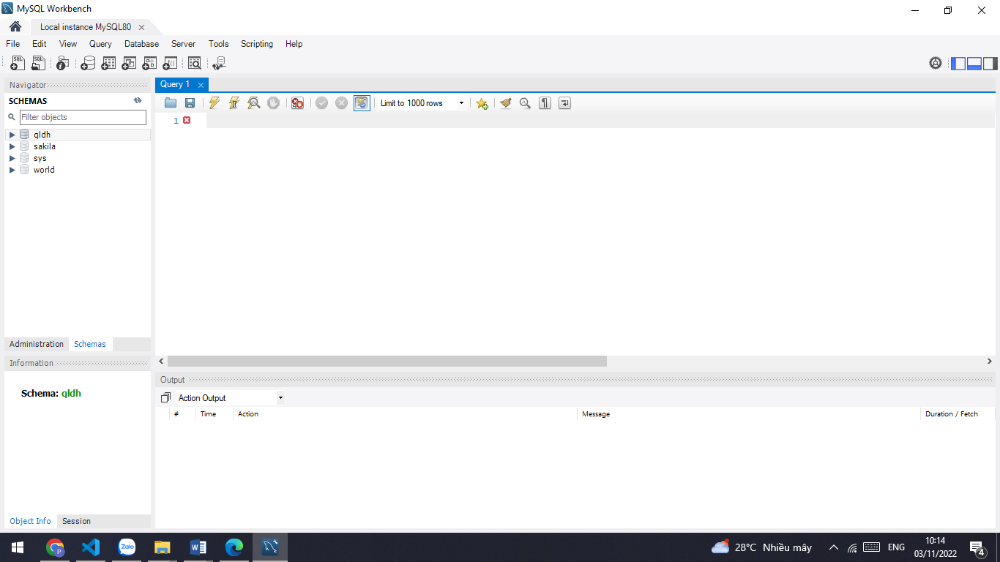 MySQL Workbench
Local instance MySQL80
File Edit View Query Database Server Tools Scripting Help
Navigator
SCHEMAS
Filter objects
qldh
sakila
sys
world
Administration Schemas
Information
Schema: qldh
Object Info Session
Query 1
Limit to 1000 rows
1
Output
Action Output
# Time Action Message Duration / Fetch
Zalo
28°C Nhiều mây
ENG
10:14
03/11/2022
4